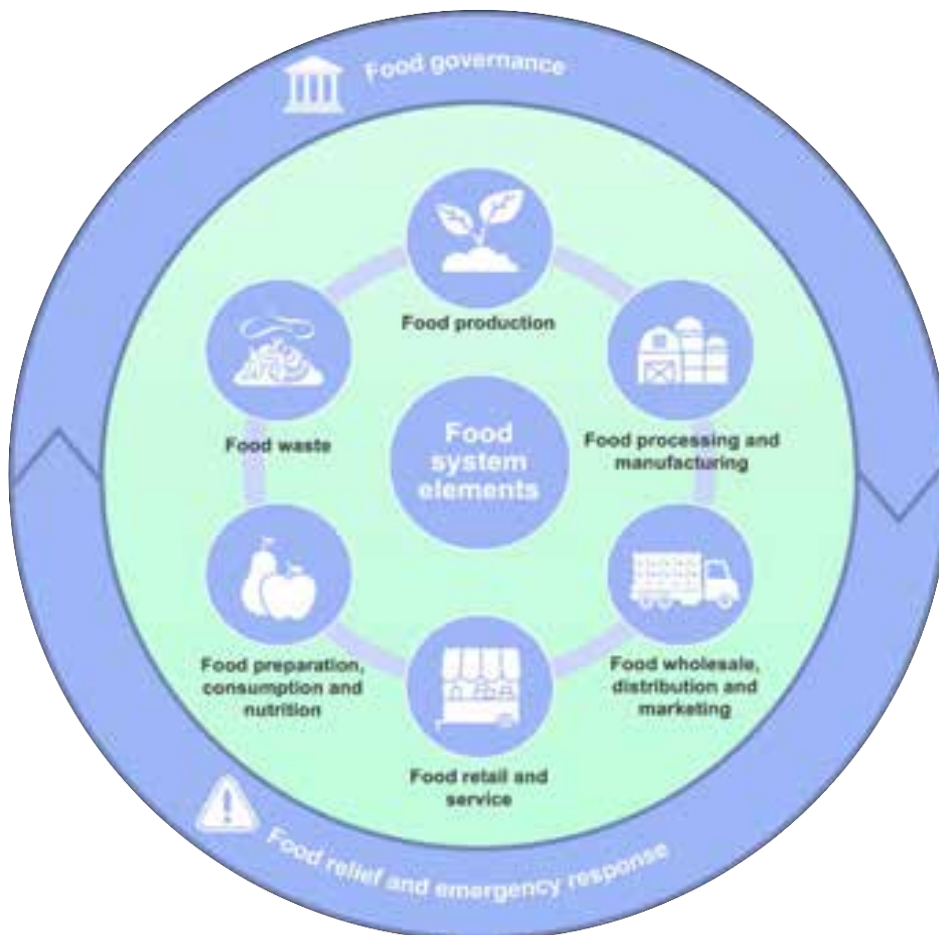 Food governance
Food production
Food waste
Food
system
elements
Food processing and
manufacturing
Food preparation,
consumption and
nutrition
Food wholesale,
distribution and
marketing
Food retail and
service
Food relief and emergency response